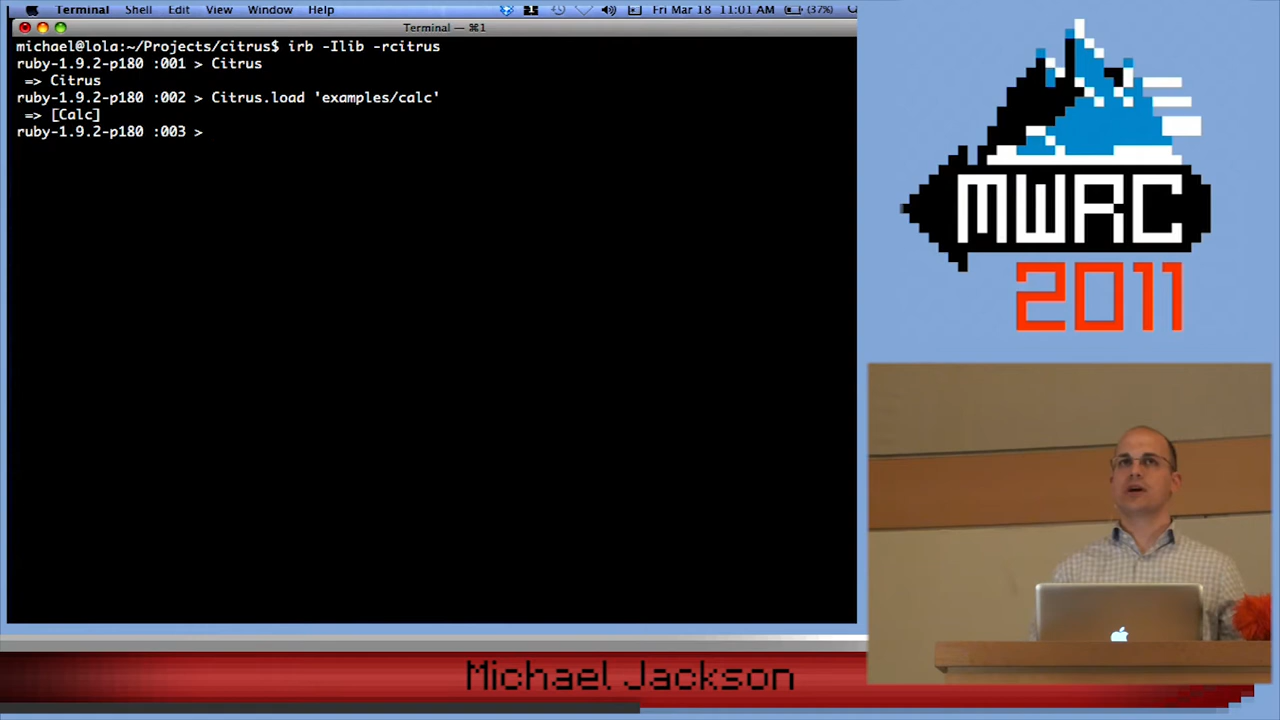 Terminal Shell Edit View Window Help Fri Mar 18 11:01 AM (37%)
Terminal — ⌘1
michael@lola:~/Projects/citrus$ irb -Ilib -rcitrus
ruby-1.9.2-p180 :001 > Citrus
=> Citrus
ruby-1.9.2-p180 :002 > Citrus.load 'examples/calc'
=> [Calc]
ruby-1.9.2-p180 :003 >
MWRC
2011
Michael Jackson